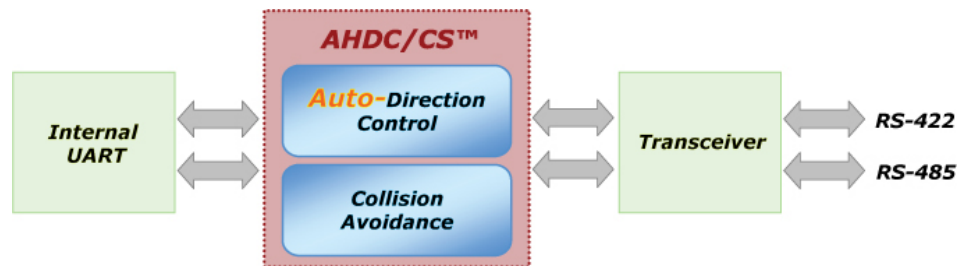 AHDC/CS™
Internal
UART
Auto-Direction
Control
Collision
Avoidance
Transceiver
RS-422
RS-485